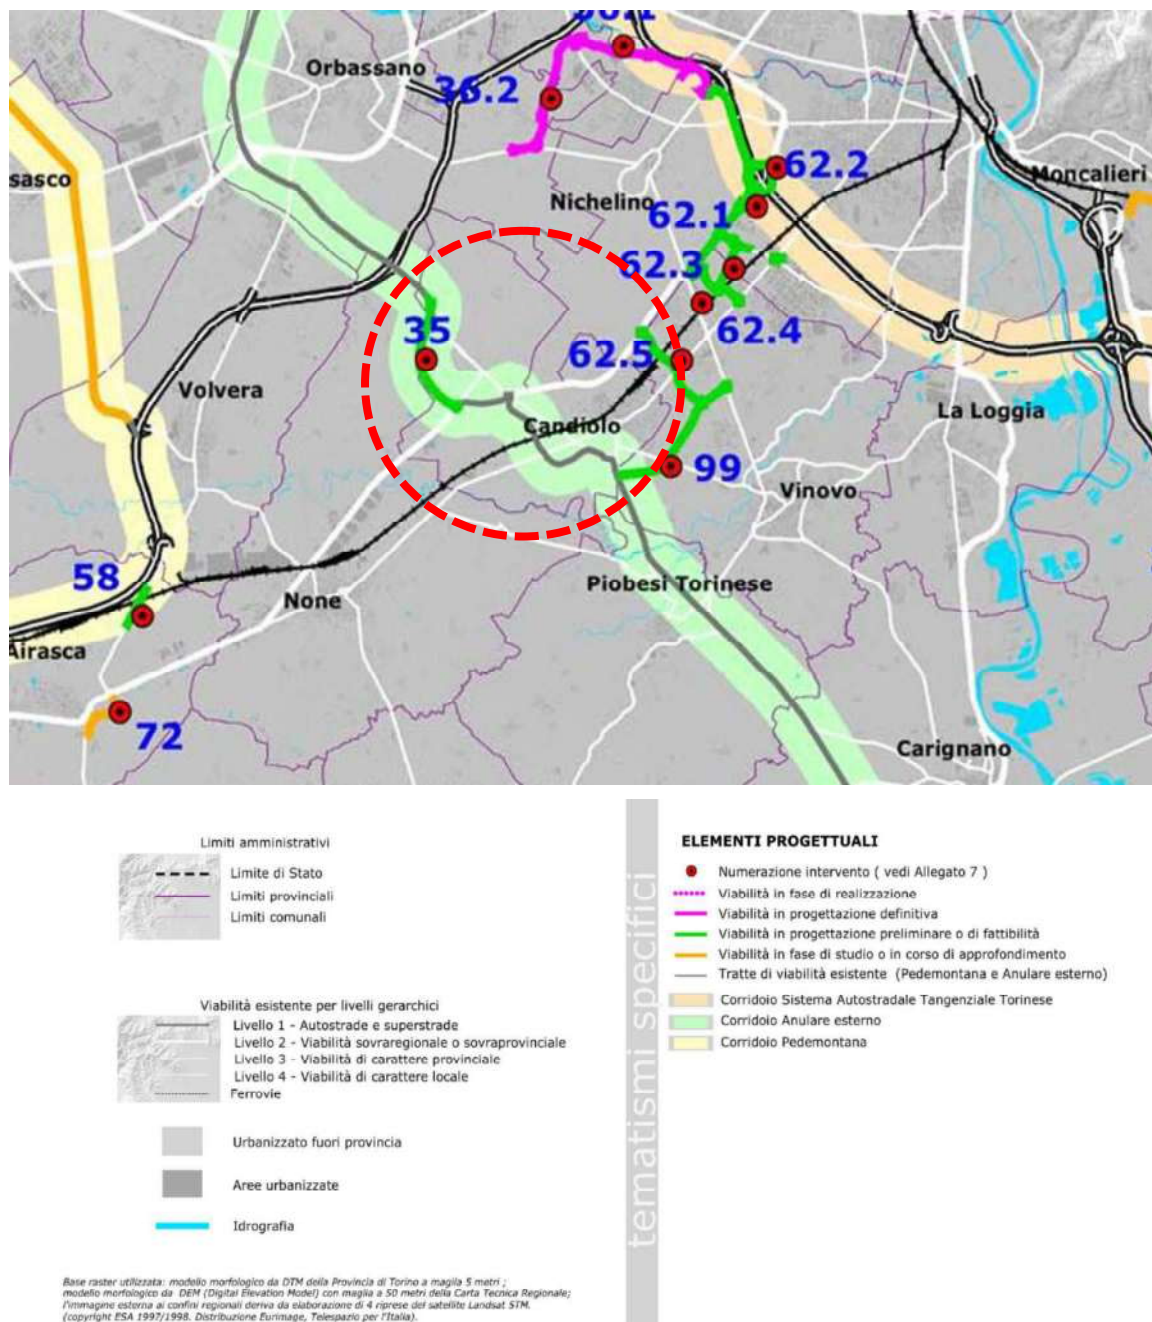 36.1
Orbassano
36.2
62.2
Moncalieri
sasco
Nichelino
62.1
62.3
62.4
35
62.5
Volvera
La Loggia
Candiolo
99
Vinovo
58
Piobesi Torinese
None
Airasca
72
Carignano
Limiti amministrativi
Limite di Stato
Limiti provinciali
Limiti comunali
Viabilità esistente per livelli gerarchici
Livello 1 - Autostrade e superstrade
Livello 2 - Viabilità sovraregionale o sovraprovinciale
Livello 3 - Viabilità di carattere provinciale
Livello 4 - Viabilità di carattere locale
Ferrovie
Urbanizzato fuori provincia
Aree urbanizzate
Idrografia
Base raster utilizzata: modello morfologico da DTM della Provincia di Torino a maglia 5 metri ;
modello morfologico da DEM (Digital Elevation Model) con maglia a 50 metri della Carta Tecnica Regionale;
l'immagine esterna ai confini regionali deriva da elaborazione di 4 riprese del satellite Landsat STM.
(copyright ESA 1997/1998. Distribuzione Eurimage, Telespazio per l'Italia).
tematismi specifici
ELEMENTI PROGETTUALI
Numerazione intervento ( vedi Allegato 7 )
Viabilità in fase di realizzazione
Viabilità in progettazione definitiva
Viabilità in progettazione preliminare o di fattibilità
Viabilità in fase di studio o in corso di approfondimento
Tratte di viabilità esistente (Pedemontana e Anulare esterno)
Corridoio Sistema Autostradale Tangenziale Torinese
Corridoio Anulare esterno
Corridoio Pedemontana